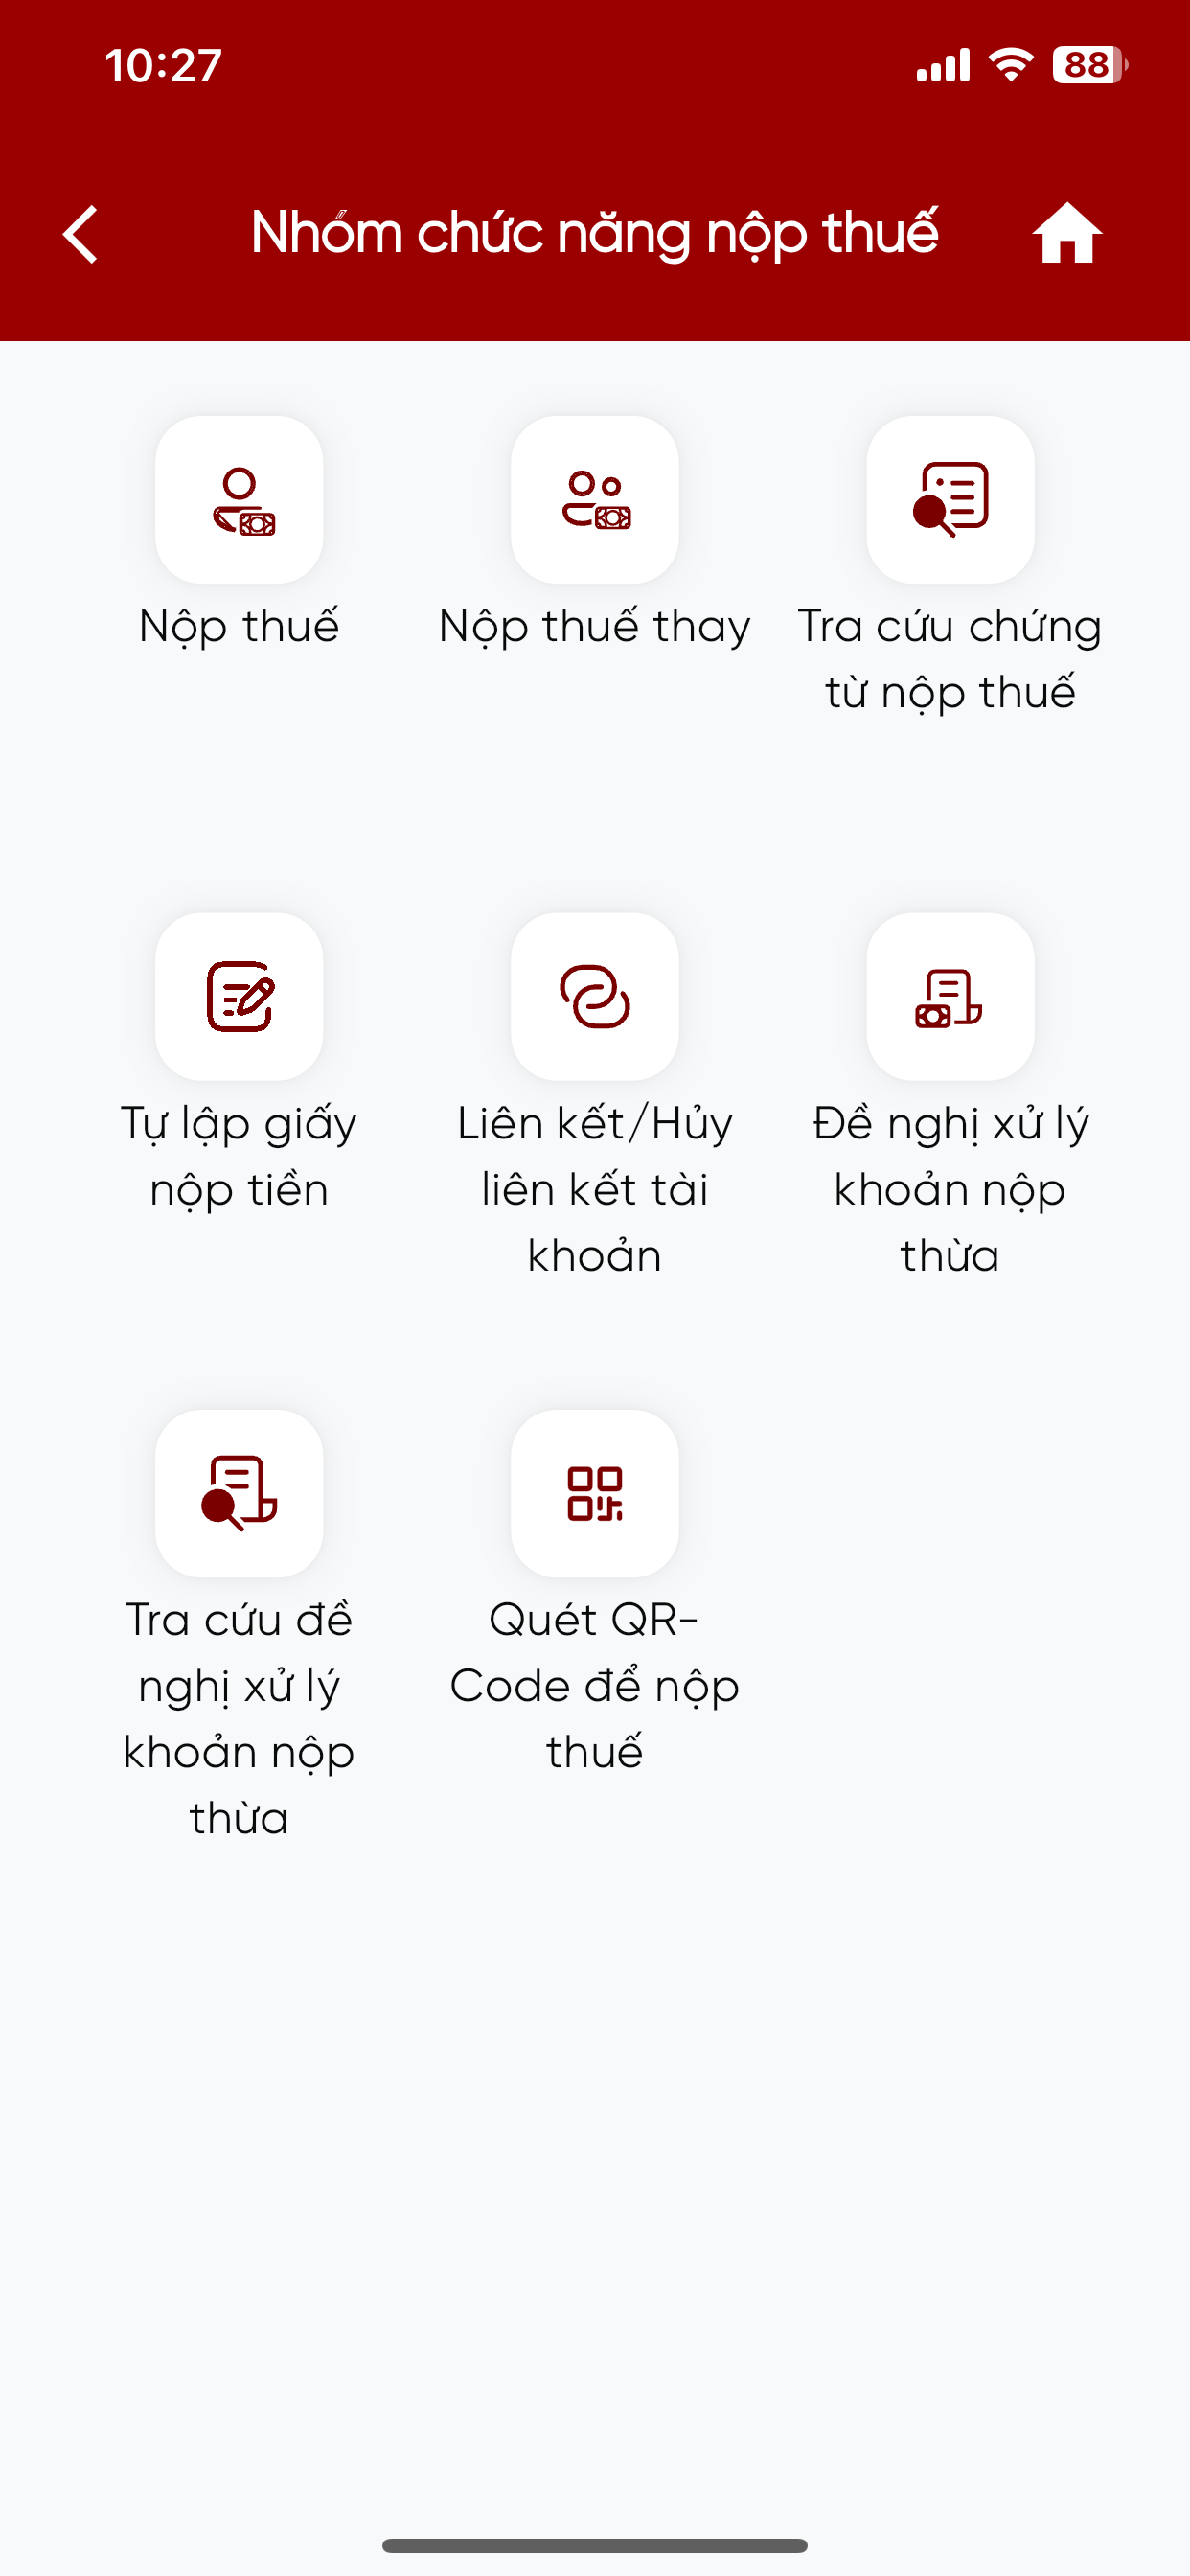 10:27
88
Nhóm chức năng nộp thuế
Nộp thuế
Nộp thuế thay
Tra cứu chứng
từ nộp thuế
Tự lập giấy
nộp tiền
Liên kết/Hủy
liên kết tài
khoản
Đề nghị xử lý
khoản nộp
thừa
Tra cứu đề
nghị xử lý
khoản nộp
thừa
Quét QR-
Code để nộp
thuế